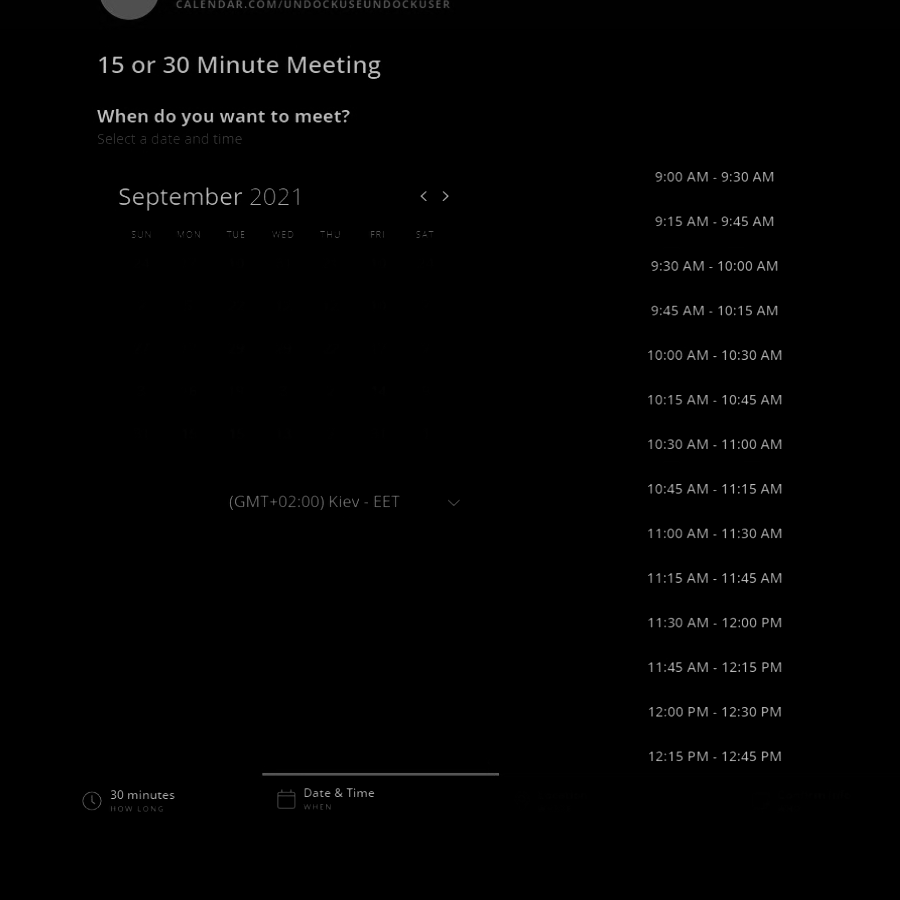 CALENDAR.COM/UNDOCKUSEUNDOCKUSER
15 or 30 Minute Meeting
When do you want to meet?
Select a date and time
September 2021
SUN MON TUE WED THU FRI SAT
(GMT+02:00) Kiev - EET
9:00 AM - 9:30 AM
9:15 AM - 9:45 AM
9:30 AM - 10:00 AM
9:45 AM - 10:15 AM
10:00 AM - 10:30 AM
10:15 AM - 10:45 AM
10:30 AM - 11:00 AM
10:45 AM - 11:15 AM
11:00 AM - 11:30 AM
11:15 AM - 11:45 AM
11:30 AM - 12:00 PM
11:45 AM - 12:15 PM
12:00 PM - 12:30 PM
12:15 PM - 12:45 PM
30 minutes
HOW LONG
Date & Time
WHEN